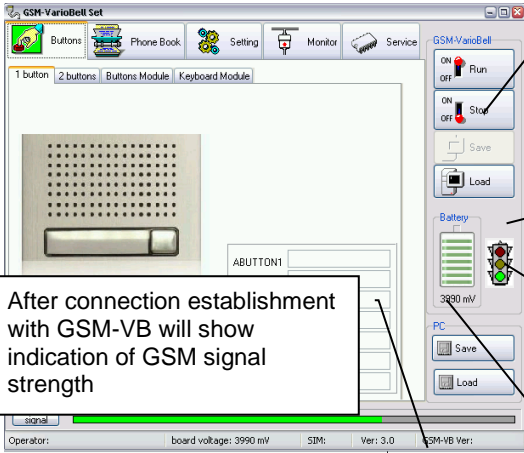 GSM-VarioBell Set
Buttons Phone Book Setting Monitor Service
1 button 2 buttons Buttons Module Keyboard Module
ABUTTON1
After connection establishment
with GSM-VB will show
indication of GSM signal
strength
GSM-VarioBell
ON
OFF
Run
ON
OFF
Stop
Save
Load
Battery
3990 mV
PC
Save
Load
signal
Operator: board voltage: 3990 mV SIM: Ver: 3.0 GSM-VB Ver: